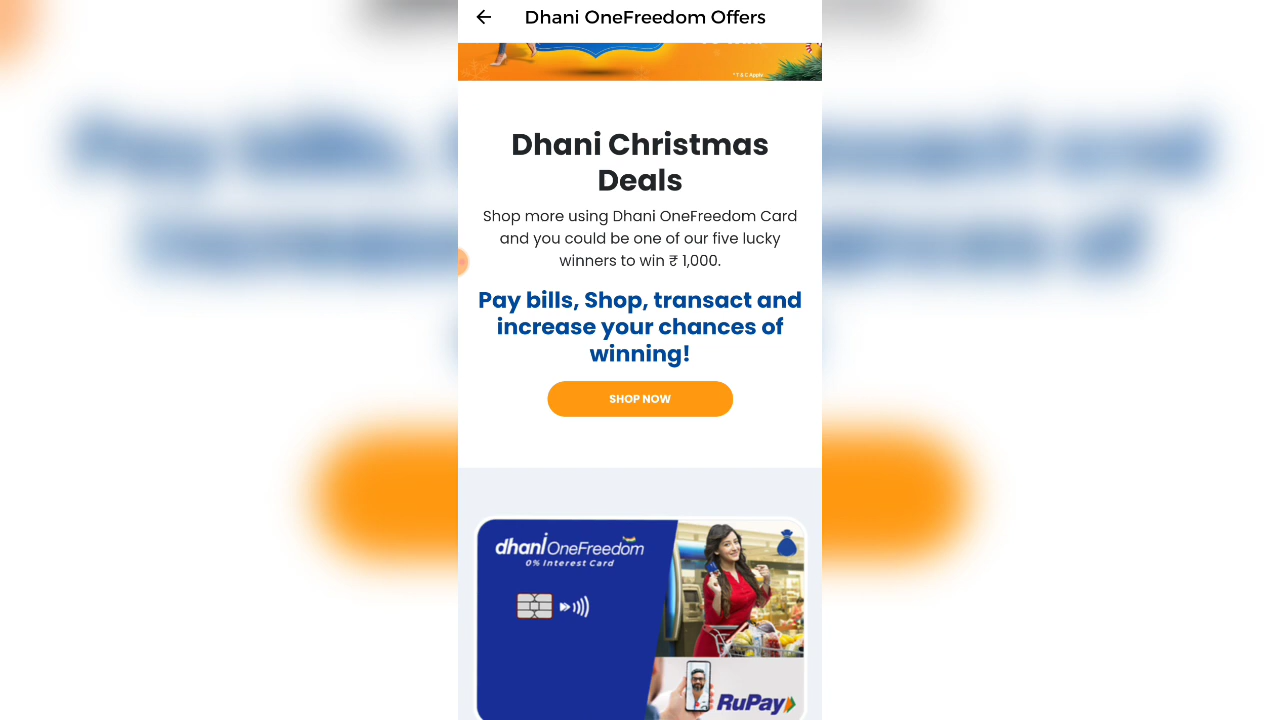 Dhani OneFreedom Offers
* T & C Apply
Dhani Christmas
Deals
Shop more using Dhani OneFreedom Card
and you could be one of our five lucky
winners to win ₹ 1,000.
Pay bills, Shop, transact and
increase your chances of
winning!
SHOP NOW
dhani OneFreedom
0% Interest Card
RuPay